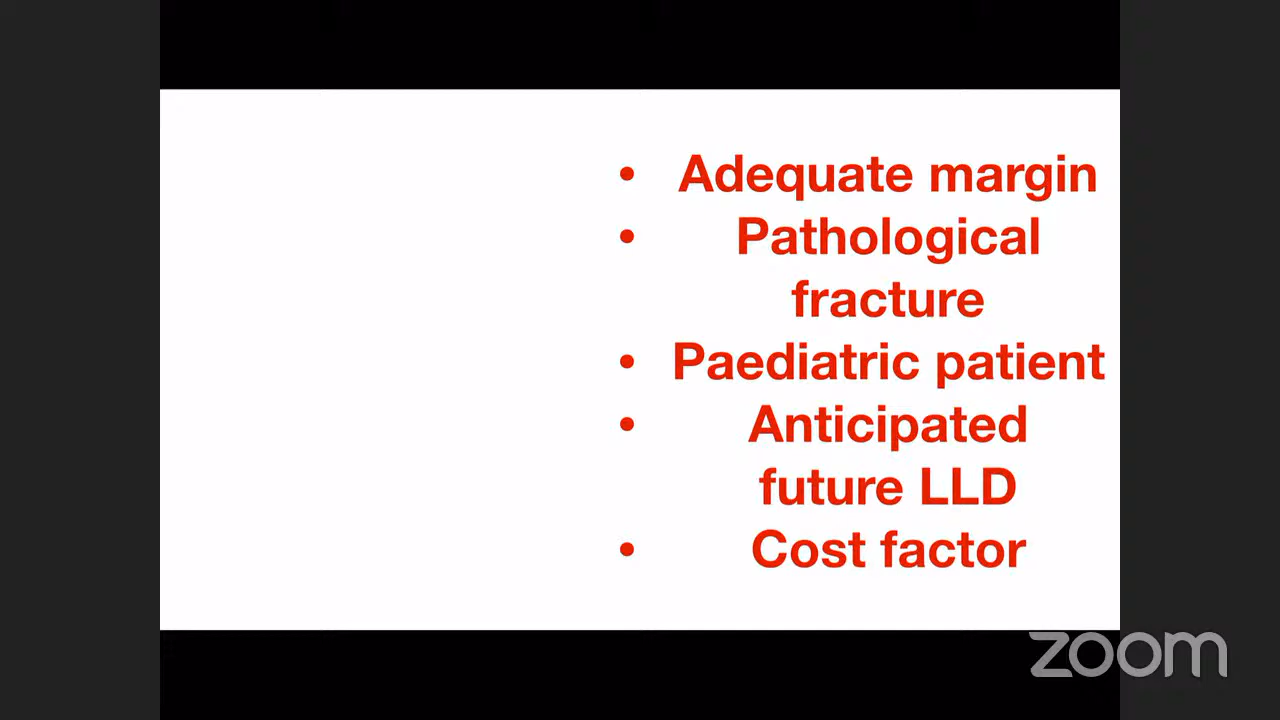 • Adequate margin
• Pathological
fracture
• Paediatric patient
• Anticipated
future LLD
• Cost factor
zoom